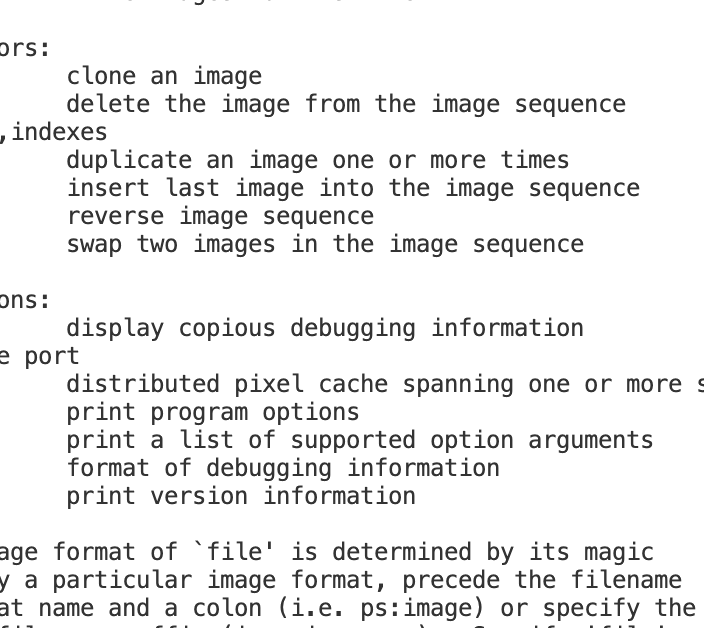 ors:
clone an image
delete the image from the image sequence
,indexes
duplicate an image one or more times
insert last image into the image sequence
reverse image sequence
swap two images in the image sequence
ons:
display copious debugging information
e port
distributed pixel cache spanning one or more s
print program options
print a list of supported option arguments
format of debugging information
print version information
age format of `file' is determined by its magic
y a particular image format, precede the filename
at name and a colon (i.e. ps:image) or specify the